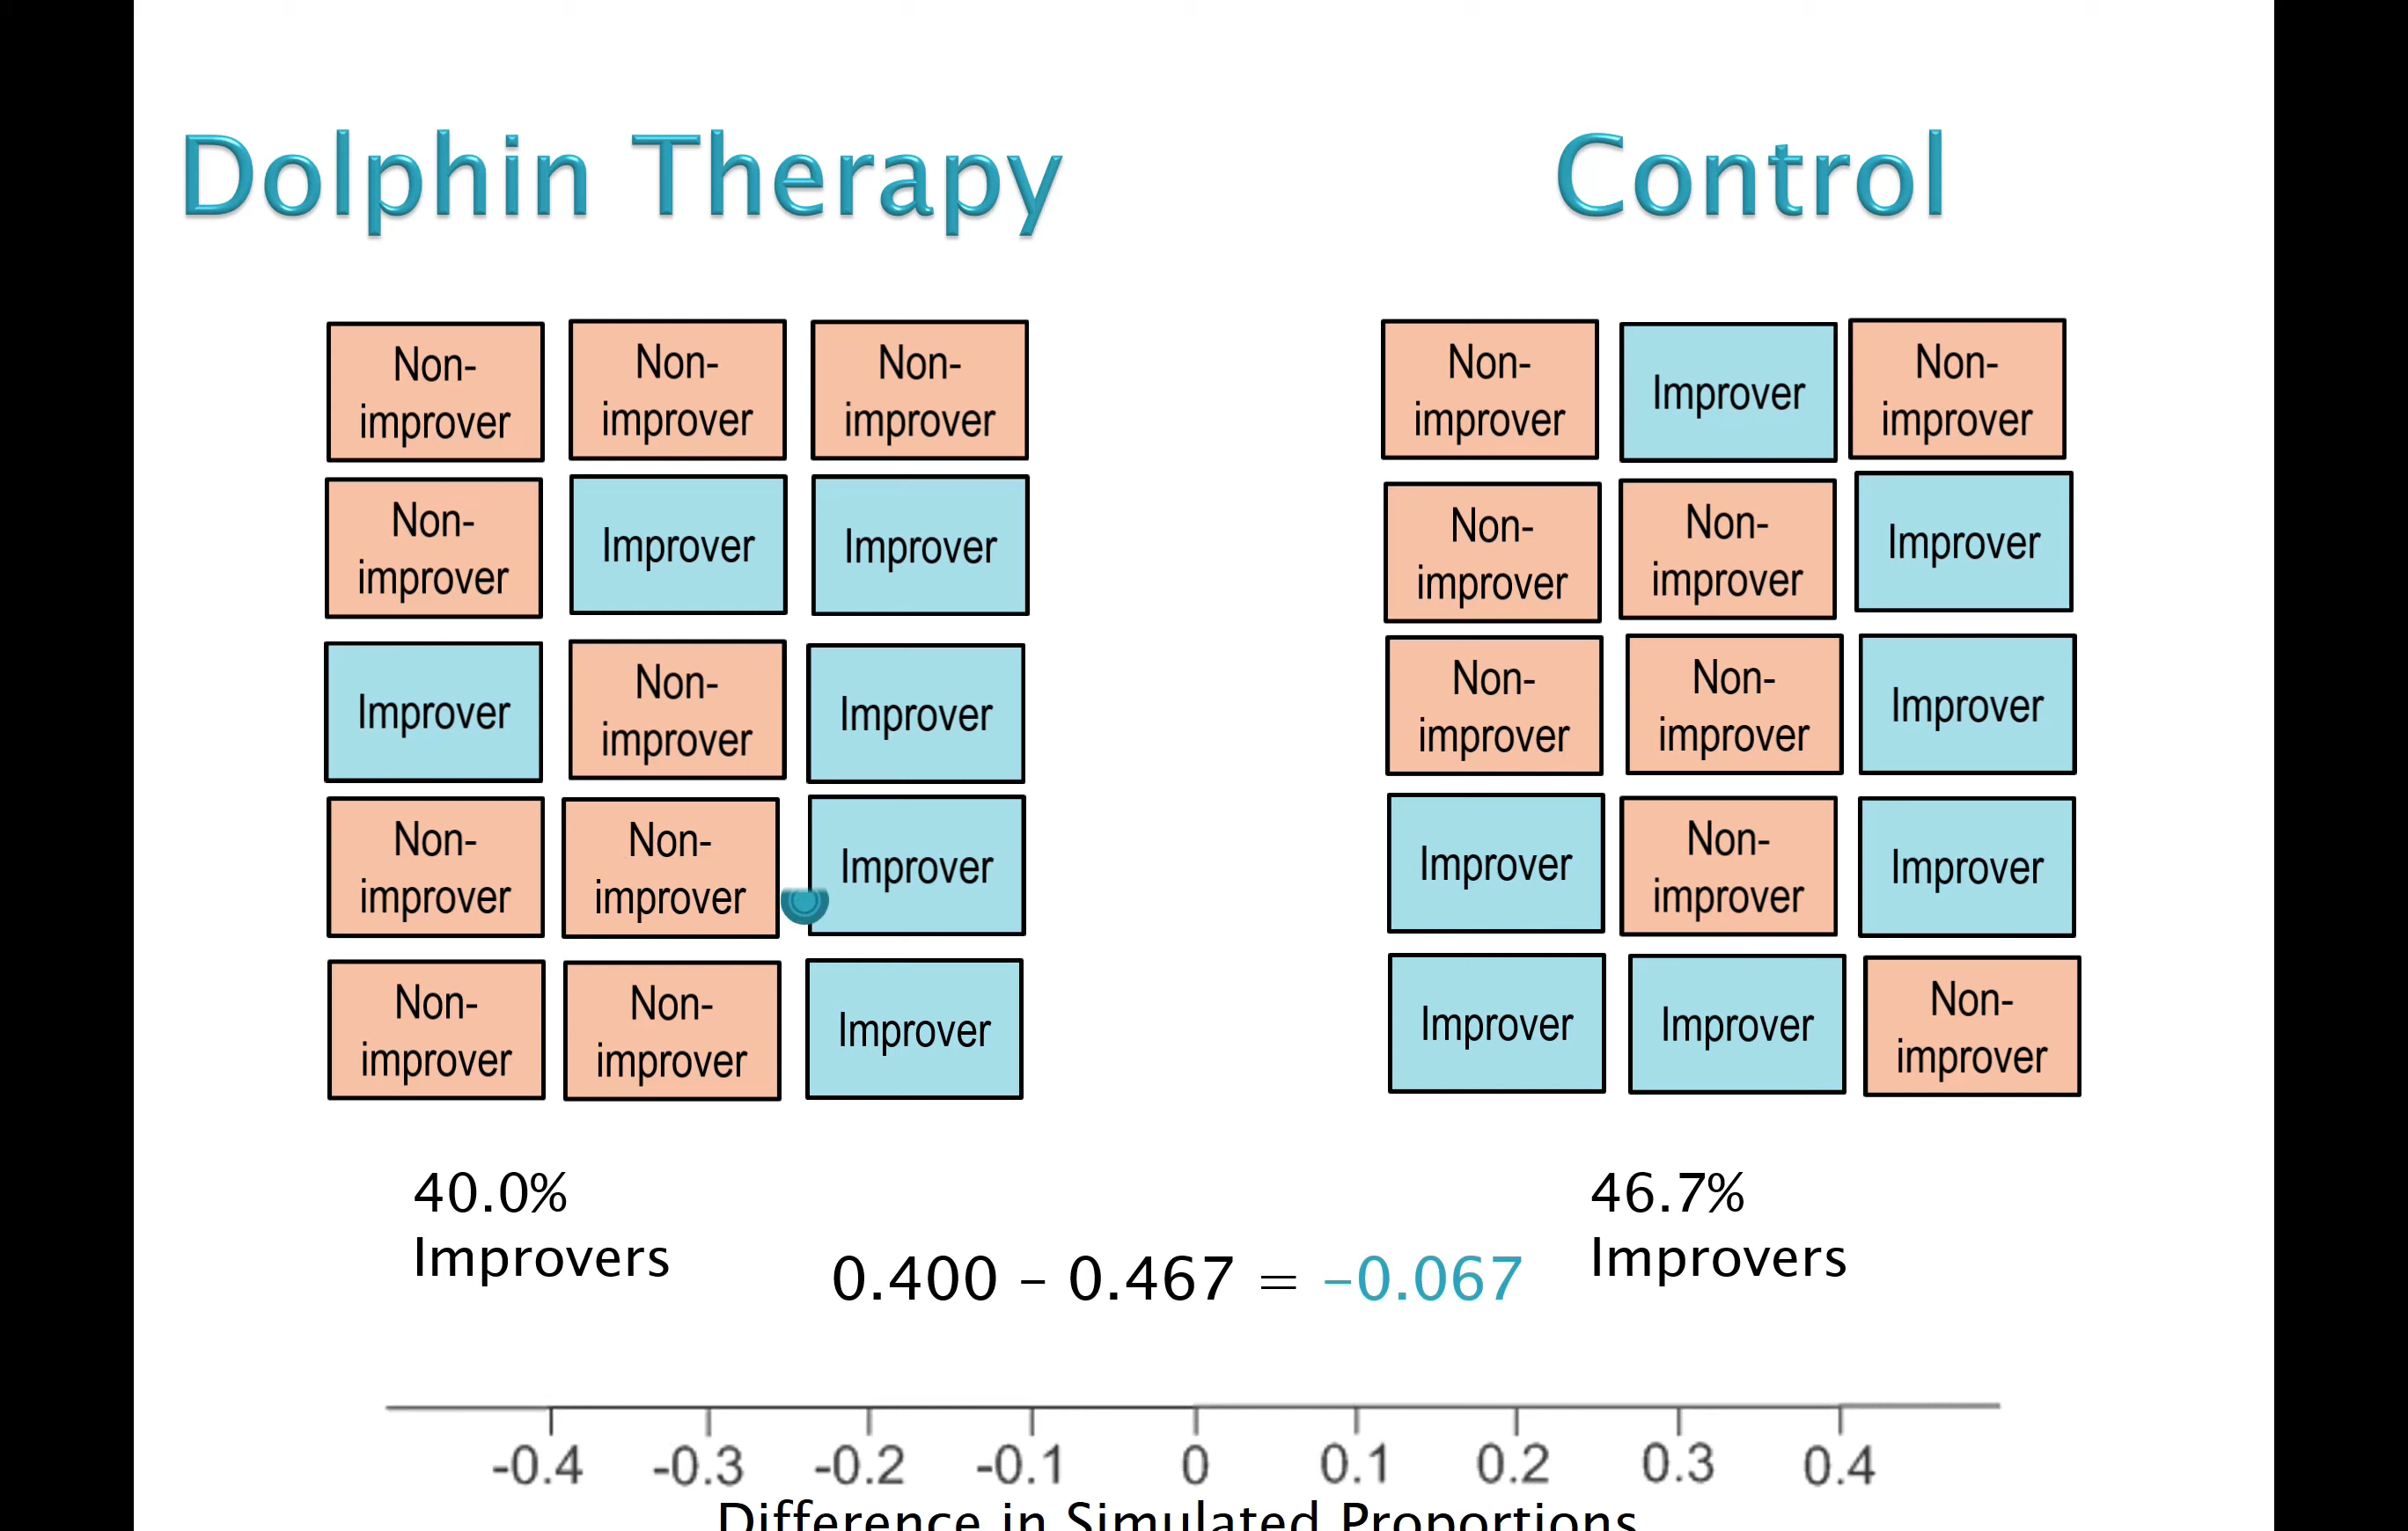 Dolphin Therapy
Control
Non-
improver
Non-
improver
Non-
improver
Non-
improver
Improver
Improver
Improver
Non-
improver
Improver
Non-
improver
Non-
improver
Improver
Non-
improver
Non-
improver
Improver
Non-
improver
Improver
Non-
improver
Non-
improver
Non-
improver
Improver
Non-
improver
Non-
improver
Improver
Improver
Non-
improver
Improver
Improver
Improver
Non-
improver
40.0%
Improvers
0.400 – 0.467 = –0.067
46.7%
Improvers
-0.4 -0.3 -0.2 -0.1 0 0.1 0.2 0.3 0.4
Difference in Simulated Proportions